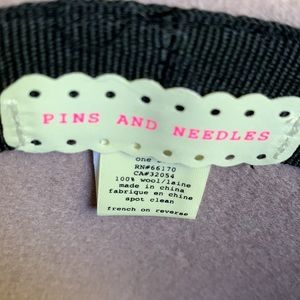 PINS AND NEEDLES
one
RN#66170
CA#32054
100% wool/laine
made in china
fabrique en chine
spot clean
french on reverse